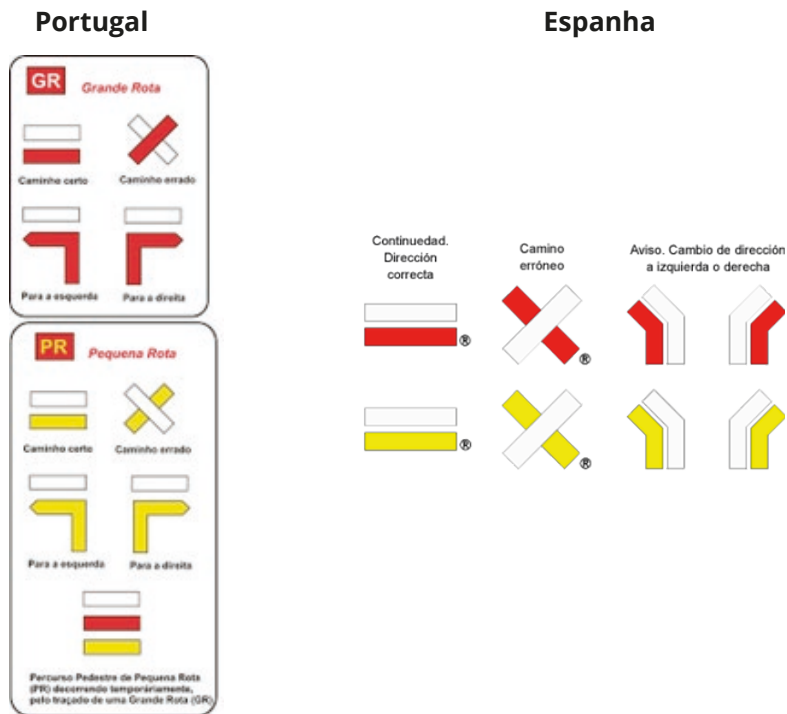 Portugal
GR
Grande Rota
Caminho certo
Caminho errado
Para a esquerda
Para a direita
PR
Pequena Rota
Caminho certo
Caminho errado
Para a esquerda
Para a direita
Percurso Pedestre de Pequena Rota
(PR) decorrendo temporáriamente,
pelo traçado de uma Grande Rota (GR)
Espanha
Continuedad.
Dirección
correcta
Camino
erróneo
Aviso. Cambio de dirección
a izquierda o derecha
®
®
®
®